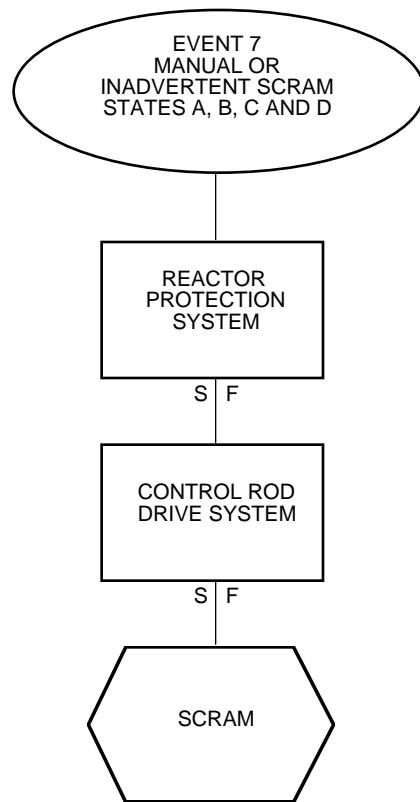 EVENT 7
MANUAL OR
INADVERTENT SCRAM
STATES A, B, C AND D
REACTOR
PROTECTION
SYSTEM
S F
CONTROL ROD
DRIVE SYSTEM
S F
SCRAM